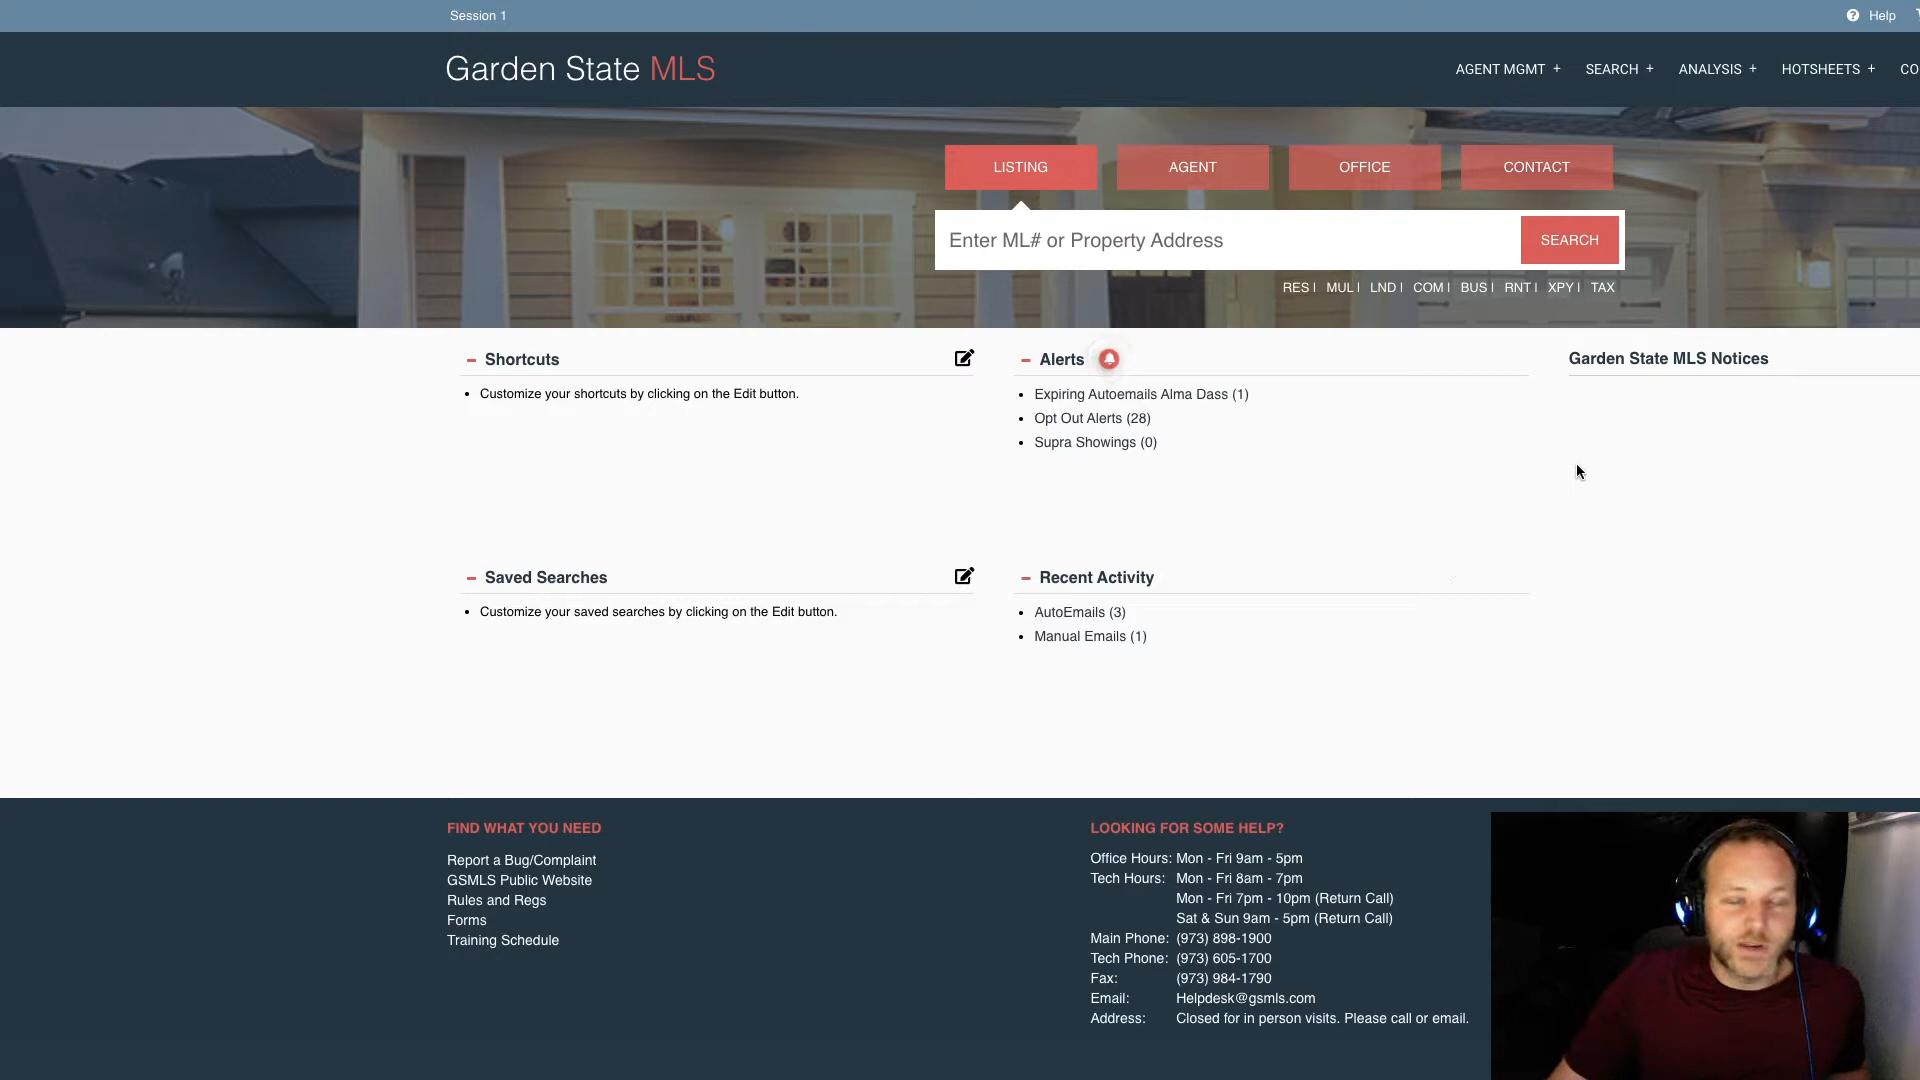 Session 1
Help
Garden State MLS
AGENT MGMT + SEARCH + ANALYSIS + HOTSHEETS + CO
LISTING AGENT OFFICE CONTACT
Enter ML# or Property Address SEARCH
RES | MUL | LND | COM | BUS | RNT | XPY | TAX
Shortcuts
Customize your shortcuts by clicking on the Edit button.
Alerts
Expiring Autoemails Alma Dass (1)
Opt Out Alerts (28)
Supra Showings (0)
Garden State MLS Notices
Saved Searches
Customize your saved searches by clicking on the Edit button.
Recent Activity
AutoEmails (3)
Manual Emails (1)
FIND WHAT YOU NEED
Report a Bug/Complaint
GSMLS Public Website
Rules and Regs
Forms
Training Schedule
LOOKING FOR SOME HELP?
Office Hours: Mon - Fri 9am - 5pm
Tech Hours: Mon - Fri 8am - 7pm
Mon - Fri 7pm - 10pm (Return Call)
Sat & Sun 9am - 5pm (Return Call)
Main Phone: (973) 898-1900
Tech Phone: (973) 605-1700
Fax: (973) 984-1790
Email: Helpdesk@gsmls.com
Address: Closed for in person visits. Please call or email.